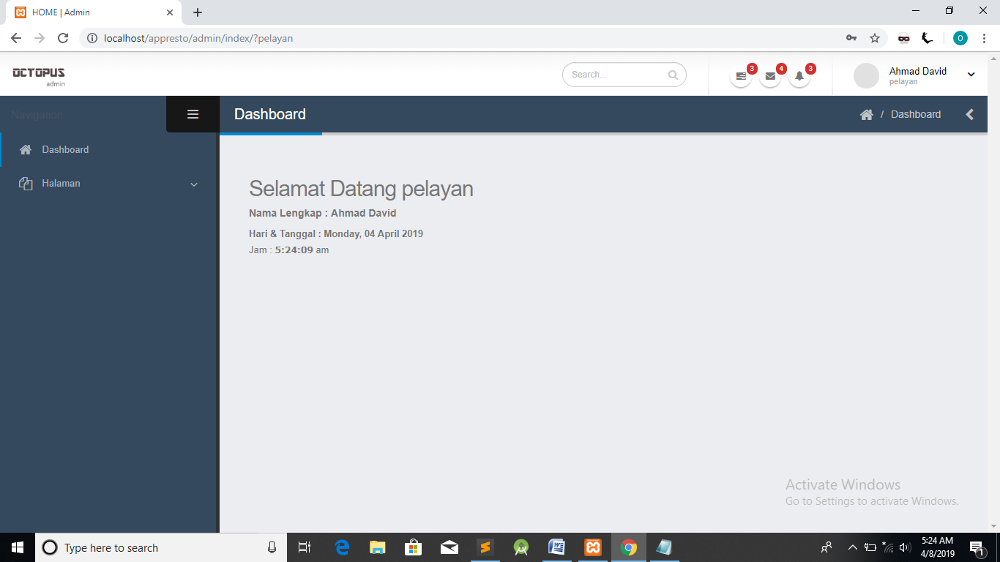 HOME | Admin
localhost/appresto/admin/index/?pelayan
O
OCTOPUS
admin
Search...
3
4
3
Ahmad David
pelayan
Navigation
Dashboard
/ Dashboard
Dashboard
Halaman
Selamat Datang pelayan
Nama Lengkap : Ahmad David
Hari & Tanggal : Monday, 04 April 2019
Jam : 5:24:09 am
Activate Windows
Go to Settings to activate Windows.
Type here to search
5:24 AM
4/8/2019
1